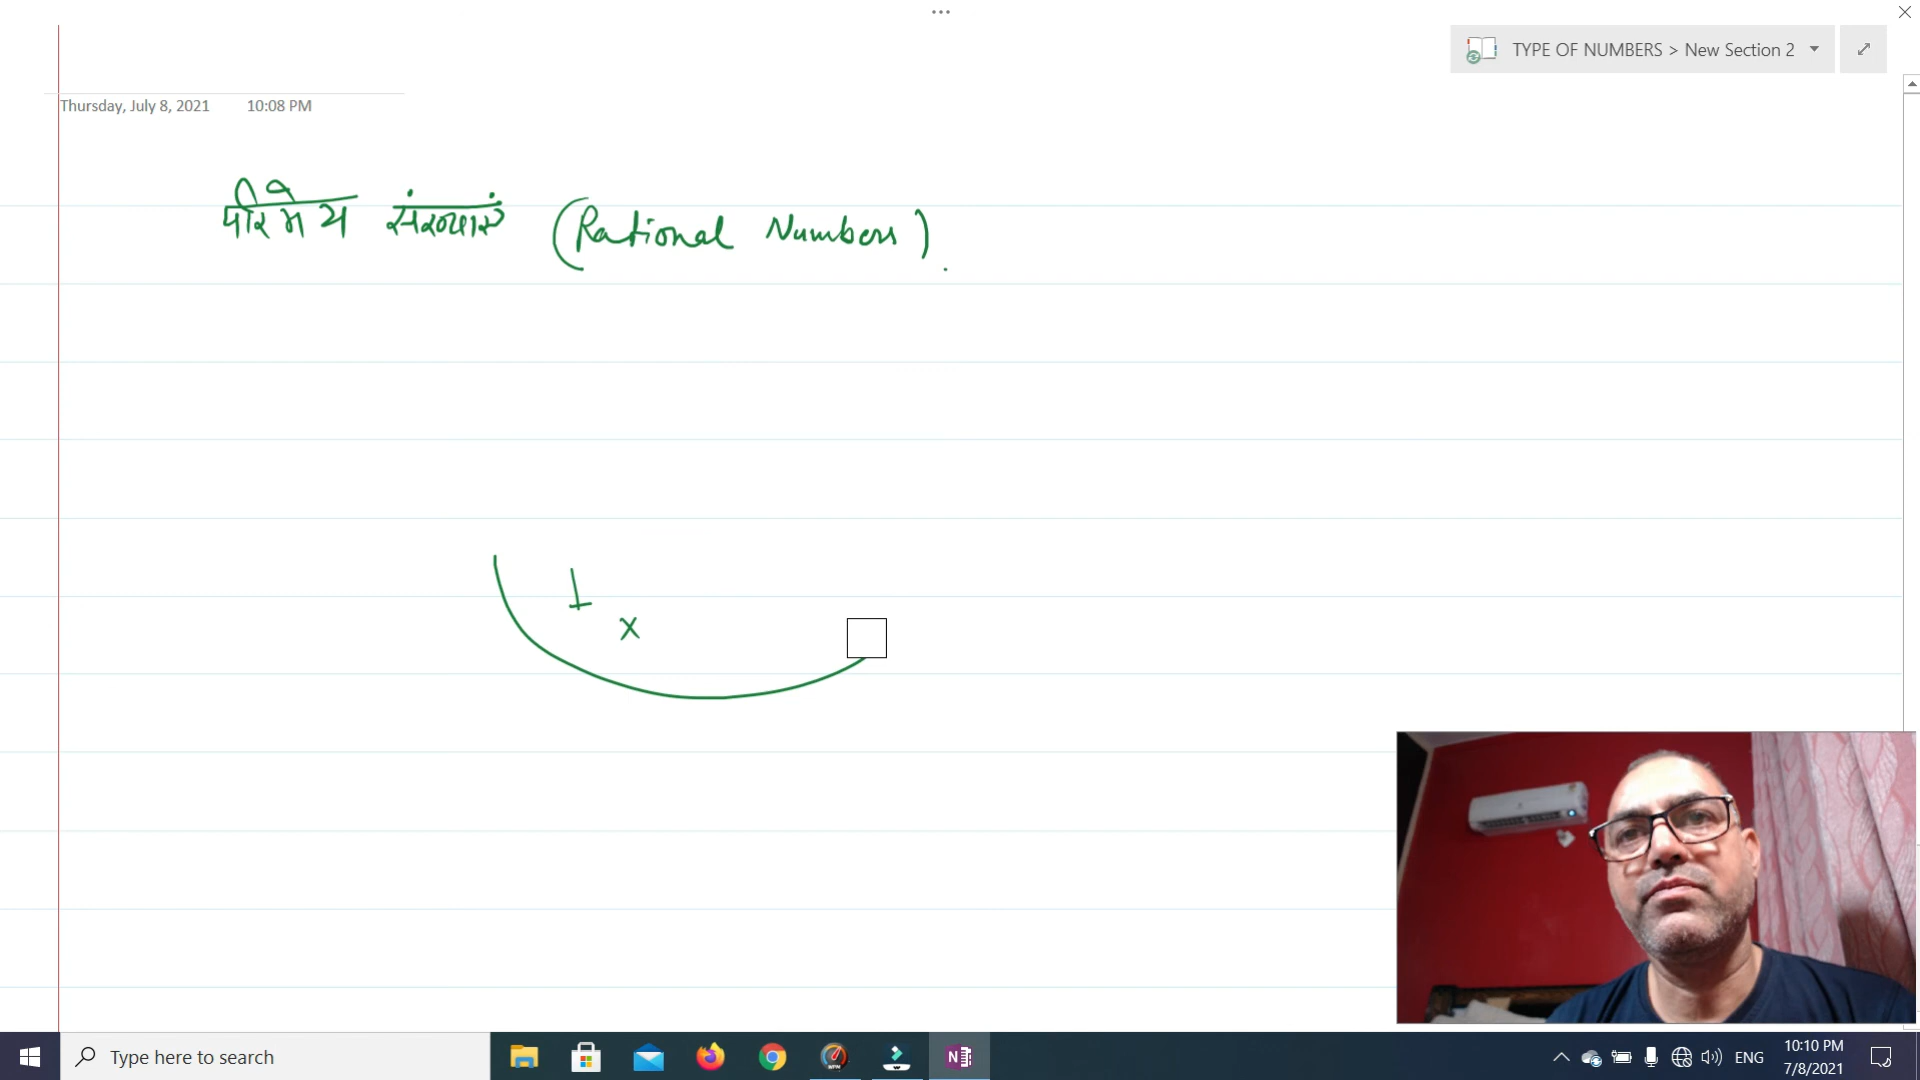 ...
TYPE OF NUMBERS > New Section 2
Thursday, July 8, 2021 10:08 PM
परिमेय संख्याएं (Rational Numbers).
1
x
Type here to search
ENG
10:10 PM
7/8/2021